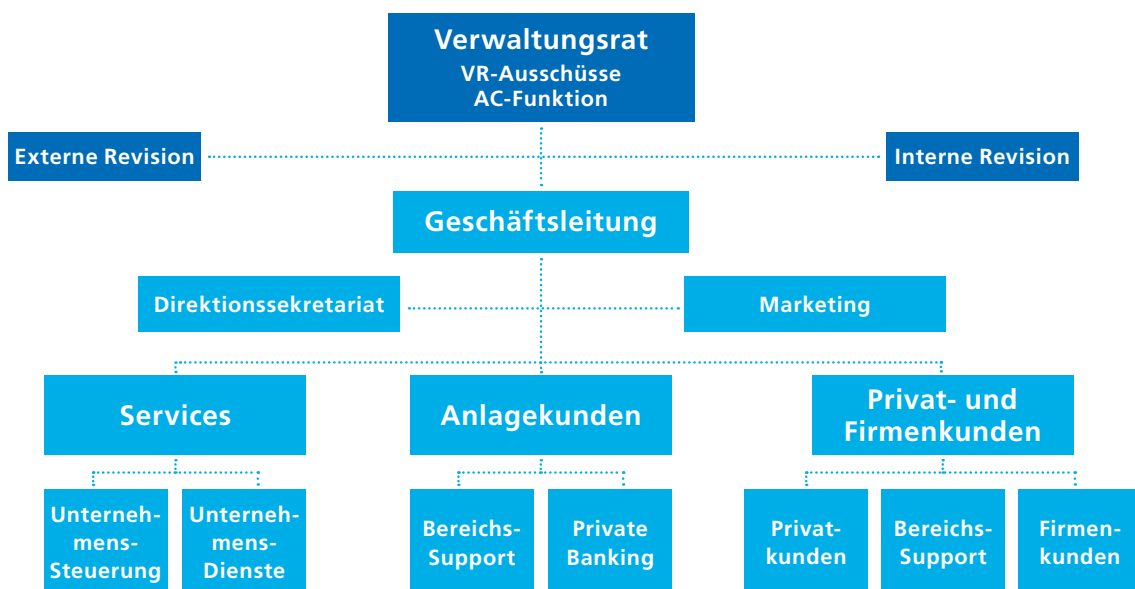 Verwaltungsrat
VR-Ausschüsse
AC-Funktion
Externe Revision
Interne Revision
Geschäftsleitung
Direktionssekretariat
Marketing
Services
Anlagekunden
Privat- und
Firmenkunden
Unterneh-
mens-
Steuerung
Unterneh-
mens-
Dienste
Bereichs-
Support
Private
Banking
Privat-
kunden
Bereichs-
Support
Firmen-
kunden